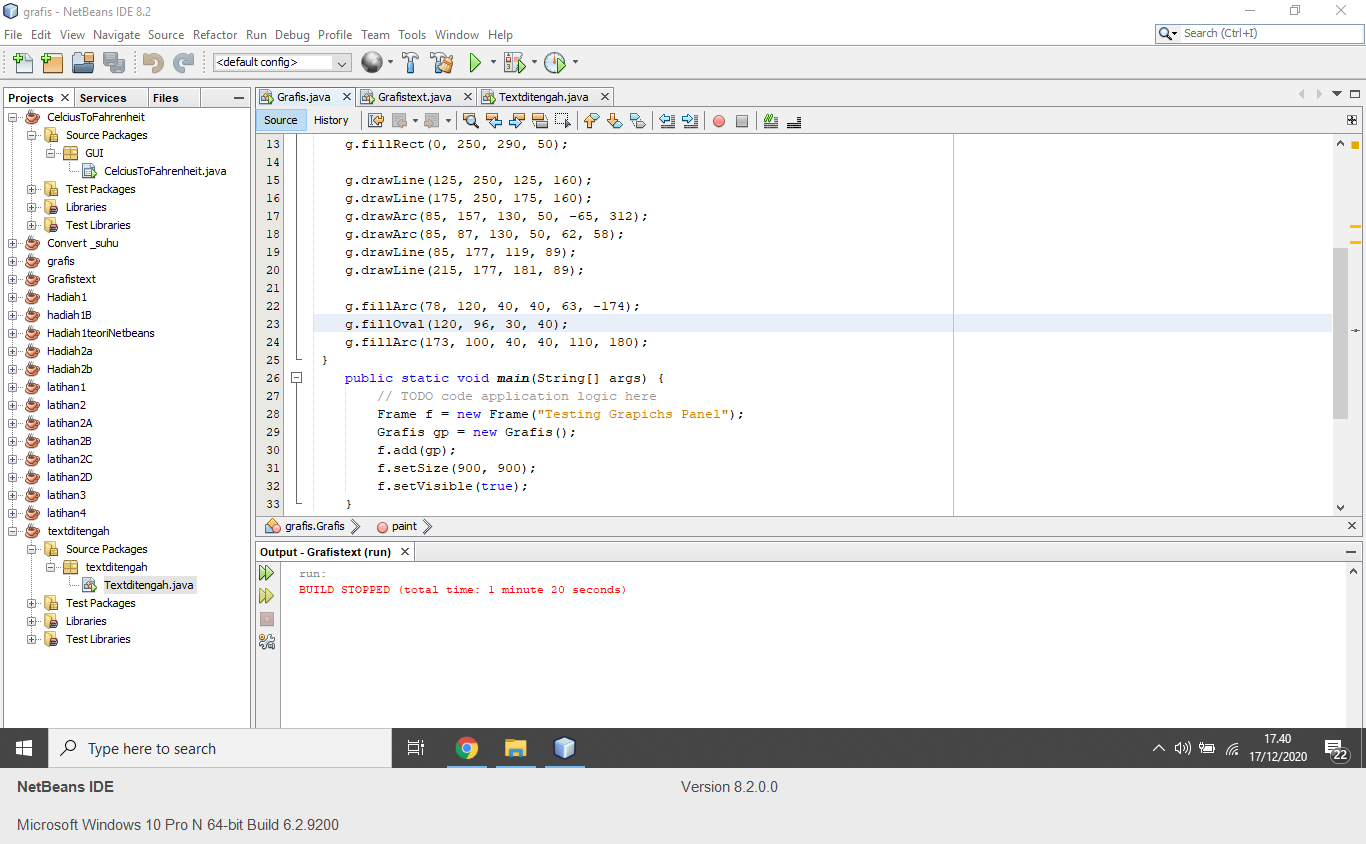 grafis - NetBeans IDE 8.2
File Edit View Navigate Source Refactor Run Debug Profile Team Tools Window Help
Search (Ctrl+I)
<default config>
Projects Services Files
CelciusToFahrenheit
Source Packages
GUI
CelciusToFahrenheit.java
Test Packages
Libraries
Test Libraries
Convert _suhu
grafis
Grafistext
Hadiah1
hadiah1B
Hadiah1teoriNetbeans
Hadiah2a
Hadiah2b
latihan1
latihan2
latihan2A
latihan2B
latihan2C
latihan2D
latihan3
latihan4
textditengah
Source Packages
textditengah
Textditengah.java
Test Packages
Libraries
Test Libraries
Grafis.java Grafistext.java Textditengah.java
Source History
13 g.fillRect(0, 250, 290, 50);
14
15 g.drawLine(125, 250, 125, 160);
16 g.drawLine(175, 250, 175, 160);
17 g.drawArc(85, 157, 130, 50, -65, 312);
18 g.drawArc(85, 87, 130, 50, 62, 58);
19 g.drawLine(85, 177, 119, 89);
20 g.drawLine(215, 177, 181, 89);
21
22 g.fillArc(78, 120, 40, 40, 63, -174);
23 g.fillOval(120, 96, 30, 40);
24 g.fillArc(173, 100, 40, 40, 110, 180);
25 }
26 public static void main(String[] args) {
27 // TODO code application logic here
28 Frame f = new Frame("Testing Grapichs Panel");
29 Grafis gp = new Grafis();
30 f.add(gp);
31 f.setSize(900, 900);
32 f.setVisible(true);
33 }
grafis.Grafis paint
Output - Grafistext (run)
run:
BUILD STOPPED (total time: 1 minute 20 seconds)
Type here to search
17.40
17/12/2020
22
NetBeans IDE Version 8.2.0.0
Microsoft Windows 10 Pro N 64-bit Build 6.2.9200